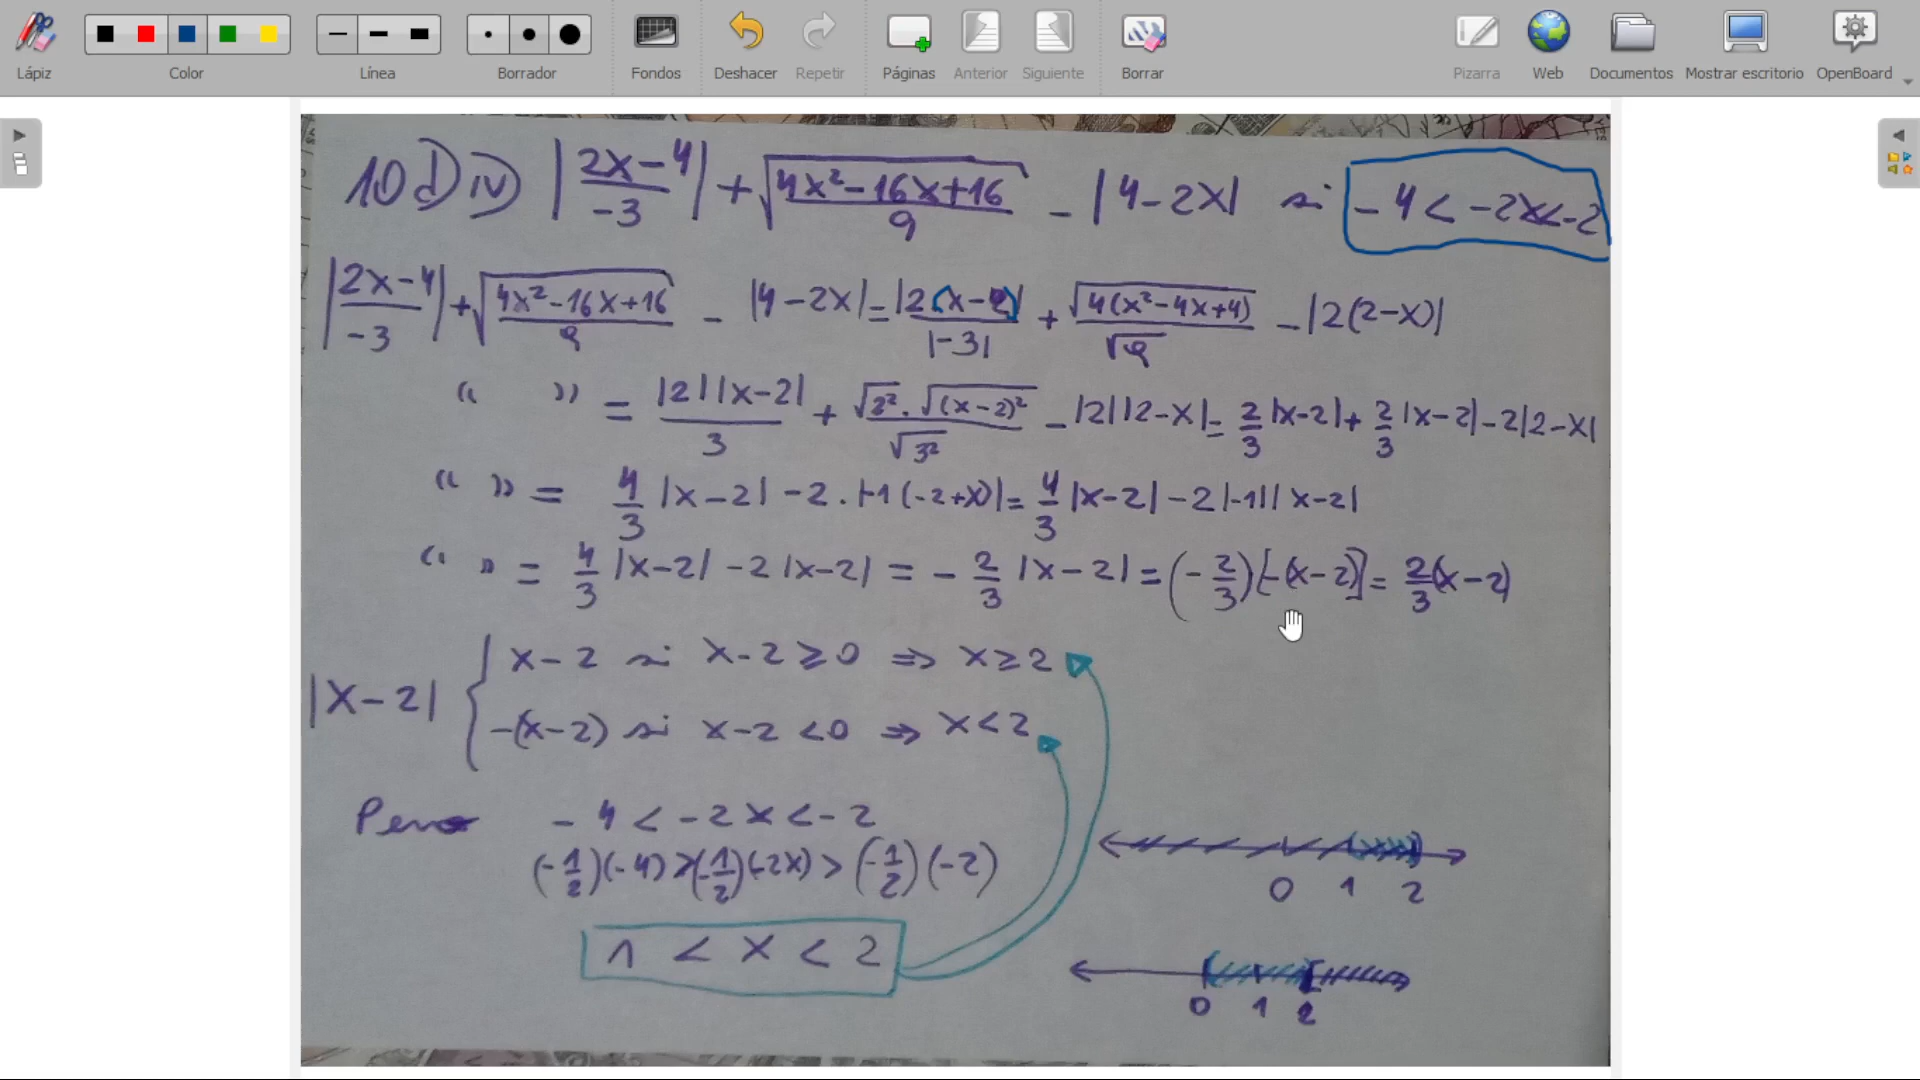 Lápiz Color Línea Borrador Fondos Deshacer Repetir Páginas Anterior Siguiente Borrar Pizarra Web Documentos Mostrar escritorio OpenBoard
10 d) iv) |(2x-4)/-3| + √((4x²-16x+16)/9) - |4-2x| si -4<-2x<-2
|(2x-4)/-3| + √((4x²-16x+16)/9) - |4-2x| = |2(x-2)|/|-3| + √(4(x²-4x+4))/√9 - |2(2-x)|
“ ” = |2||x-2|/3 + √2².√(x-2)²/√3² - |2||2-x| = 2/3 |x-2| + 2/3 |x-2| - 2|2-x|
“ ” = 4/3 |x-2| - 2.|-1(-2+x)| = 4/3 |x-2| - 2|-1||x-2|
“ ” = 4/3 |x-2| - 2|x-2| = -2/3 |x-2| = (-2/3)[-(x-2)] = 2/3 (x-2)
|x-2| { x-2 si x-2≥0 ⇒ x≥2
-(x-2) si x-2<0 ⇒ x<2
Pero -4<-2x<-2
(-1/2)(-4) > (-1/2)(-2x) > (-1/2)(-2)
0 1 2
1 < x < 2
0 1 2